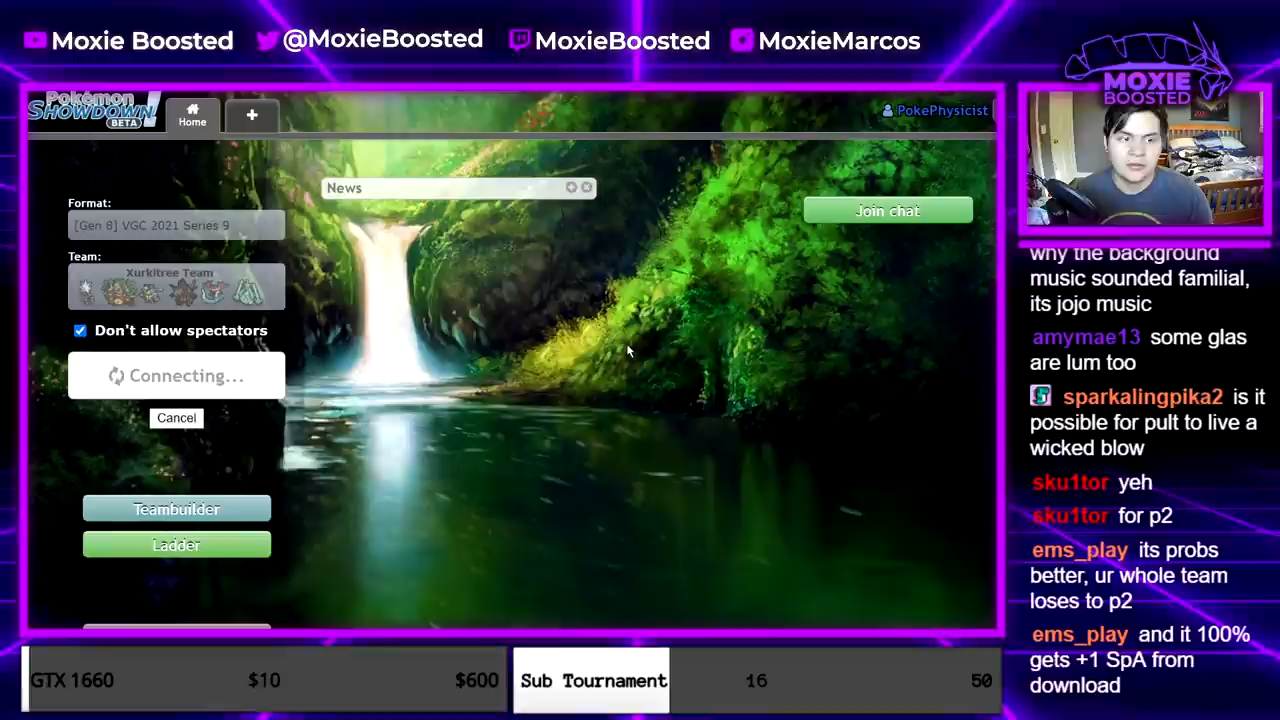 Moxie Boosted @MoxieBoosted MoxieBoosted MoxieMarcos
MOXIE
BOOSTED
Pokémon
SHOWDOWN!
BETA
Home
+
PokePhysicist
News
Join chat
Format:
[Gen 8] VGC 2021 Series 9
Team:
Xurkitree Team
Don't allow spectators
Connecting...
Cancel
Teambuilder
Ladder
why the background
music sounded familial,
its jojo music
amymae13 some glas
are lum too
sparkalingpika2 is it
possible for pult to live a
wicked blow
sku1tor yeh
sku1tor for p2
ems_play its probs
better, ur whole team
loses to p2
ems_play and it 100%
gets +1 SpA from
download
GTX 1660 $10 $600
Sub Tournament 16 50